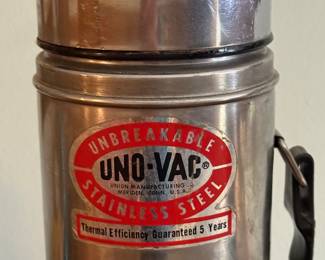 UNBREAKABLE
UNO-VAC®
UNION MANUFACTURING
MERIDEN, CONN., U.S.A.
STAINLESS STEEL
Thermal Efficiency Guaranteed 5 Years